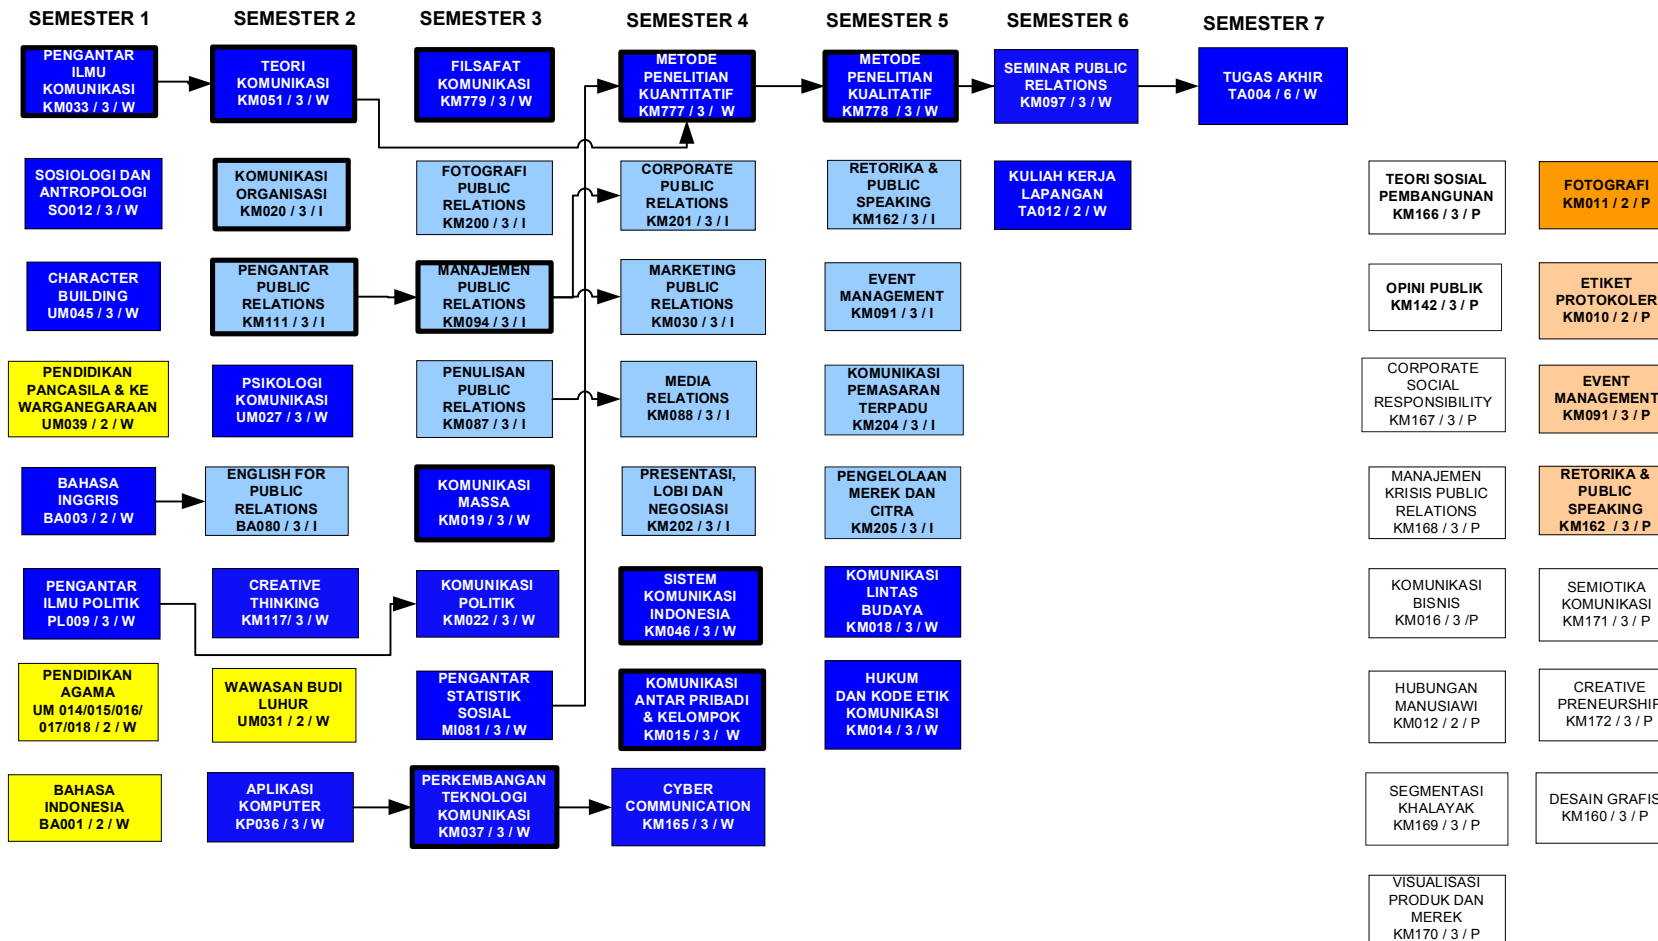 SEMESTER 1
SEMESTER 2
SEMESTER 3
SEMESTER 4
SEMESTER 5
SEMESTER 6
SEMESTER 7
PENGANTAR
ILMU
KOMUNIKASI
KM033 / 3 / W
TEORI
KOMUNIKASI
KM051 / 3 / W
FILSAFAT
KOMUNIKASI
KM779 / 3 / W
METODE
PENELITIAN
KUANTITATIF
KM777 / 3 / W
METODE
PENELITIAN
KUALITATIF
KM778 / 3 / W
SEMINAR PUBLIC
RELATIONS
KM097 / 3 / W
TUGAS AKHIR
TA004 / 6 / W
SOSIOLOGI DAN
ANTROPOLOGI
SO012 / 3 / W
KOMUNIKASI
ORGANISASI
KM020 / 3 / I
FOTOGRAFI
PUBLIC
RELATIONS
KM200 / 3 / I
CORPORATE
PUBLIC
RELATIONS
KM201 / 3 / I
RETORIKA &
PUBLIC
SPEAKING
KM162 / 3 / I
KULIAH KERJA
LAPANGAN
TA012 / 2 / W
TEORI SOSIAL
PEMBANGUNAN
KM166 / 3 / P
FOTOGRAFI
KM011 / 2 / P
CHARACTER
BUILDING
UM045 / 3 / W
PENGANTAR
PUBLIC
RELATIONS
KM111 / 3 / I
MANAJEMEN
PUBLIC
RELATIONS
KM094 / 3 / I
MARKETING
PUBLIC
RELATIONS
KM030 / 3 / I
EVENT
MANAGEMENT
KM091 / 3 / I
OPINI PUBLIK
KM142 / 3 / P
ETIKET
PROTOKOLER
KM010 / 2 / P
PENDIDIKAN
PANCASILA & KE
WARGANEGARAAN
UM039 / 2 / W
PSIKOLOGI
KOMUNIKASI
UM027 / 3 / W
PENULISAN
PUBLIC
RELATIONS
KM087 / 3 / I
MEDIA
RELATIONS
KM088 / 3 / I
KOMUNIKASI
PEMASARAN
TERPADU
KM204 / 3 / I
CORPORATE
SOCIAL
RESPONSIBILITY
KM167 / 3 / P
EVENT
MANAGEMENT
KM091 / 3 / P
BAHASA
INGGRIS
BA003 / 2 / W
ENGLISH FOR
PUBLIC
RELATIONS
BA080 / 3 / I
KOMUNIKASI
MASSA
KM019 / 3 / W
PRESENTASI,
LOBI DAN
NEGOSIASI
KM202 / 3 / I
PENGELOLAAN
MEREK DAN
CITRA
KM205 / 3 / I
MANAJEMEN
KRISIS PUBLIC
RELATIONS
KM168 / 3 / P
RETORIKA &
PUBLIC
SPEAKING
KM162 / 3 / P
PENGANTAR
ILMU POLITIK
PL009 / 3 / W
CREATIVE
THINKING
KM117/ 3 / W
KOMUNIKASI
POLITIK
KM022 / 3 / W
SISTEM
KOMUNIKASI
INDONESIA
KM046 / 3 / W
KOMUNIKASI
LINTAS
BUDAYA
KM018 / 3 / W
KOMUNIKASI
BISNIS
KM016 / 3 /P
SEMIOTIKA
KOMUNIKASI
KM171 / 3 / P
PENDIDIKAN
AGAMA
UM 014/015/016/
017/018 / 2 / W
WAWASAN BUDI
LUHUR
UM031 / 2 / W
PENGANTAR
STATISTIK
SOSIAL
MI081 / 3 / W
KOMUNIKASI
ANTAR PRIBADI
& KELOMPOK
KM015 / 3 / W
HUKUM
DAN KODE ETIK
KOMUNIKASI
KM014 / 3 / W
HUBUNGAN
MANUSIAWI
KM012 / 2 / P
CREATIVE
PRENEURSHIP
KM172 / 3 / P
BAHASA
INDONESIA
BA001 / 2 / W
APLIKASI
KOMPUTER
KP036 / 3 / W
PERKEMBANGAN
TEKNOLOGI
KOMUNIKASI
KM037 / 3 / W
CYBER
COMMUNICATION
KM165 / 3 / W
SEGMENTASI
KHALAYAK
KM169 / 3 / P
DESAIN GRAFIS
KM160 / 3 / P
VISUALISASI
PRODUK DAN
MEREK
KM170 / 3 / P